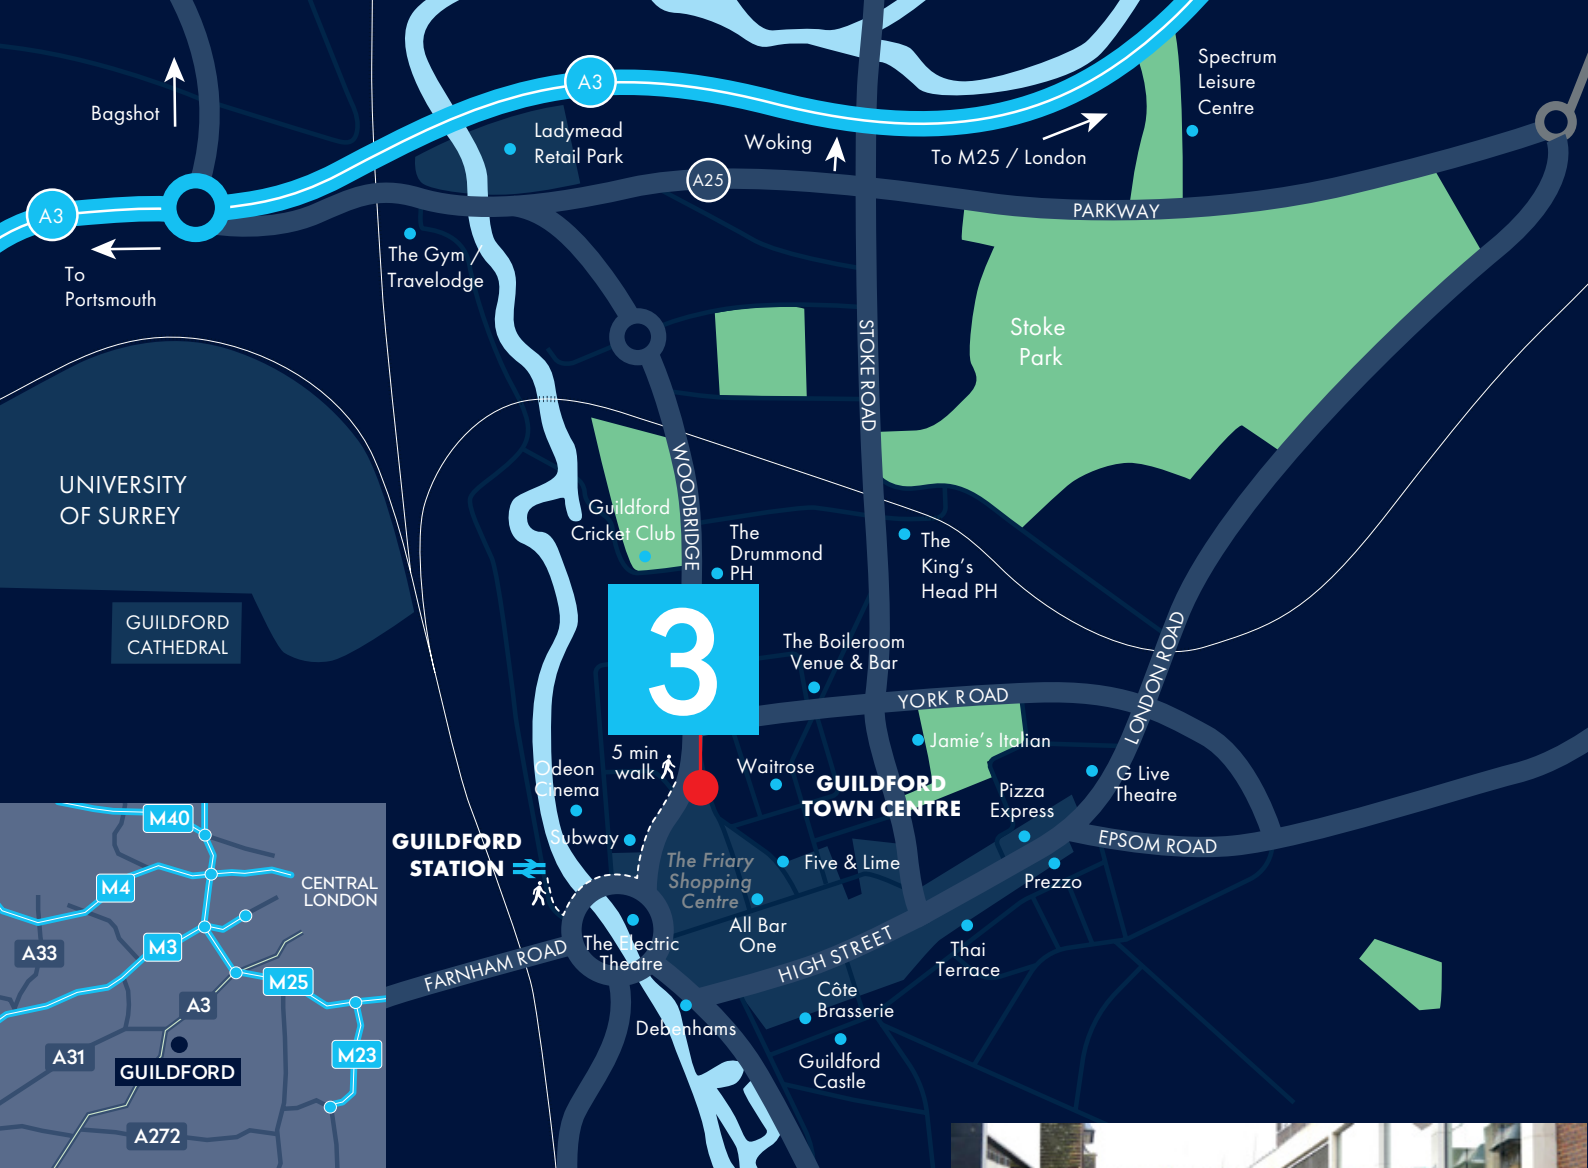 Bagshot
A3
A3
To
Portsmouth
Ladymead
Retail Park
The Gym /
Travelodge
A25
Woking
To M25 / London
Spectrum
Leisure
Centre
PARKWAY
STOKE ROAD
Stoke
Park
UNIVERSITY
OF SURREY
GUILDFORD
CATHEDRAL
WOODBRIDGE
Guildford
Cricket Club
The
Drummond
PH
The
King's
Head PH
3
The Boileroom
Venue & Bar
YORK ROAD
LONDON ROAD
5 min
walk
Waitrose
Jamie's Italian
Odeon
Cinema
GUILDFORD
TOWN CENTRE
G Live
Theatre
Pizza
Express
Subway
GUILDFORD
STATION
EPSOM ROAD
The Friary
Shopping
Centre
Five & Lime
Prezzo
All Bar
One
The Electric
Theatre
FARNHAM ROAD
HIGH STREET
Thai
Terrace
Côte
Brasserie
Debenhams
Guildford
Castle
M40
M4
CENTRAL
LONDON
M3
A33
M25
A3
A31
M23
GUILDFORD
A272